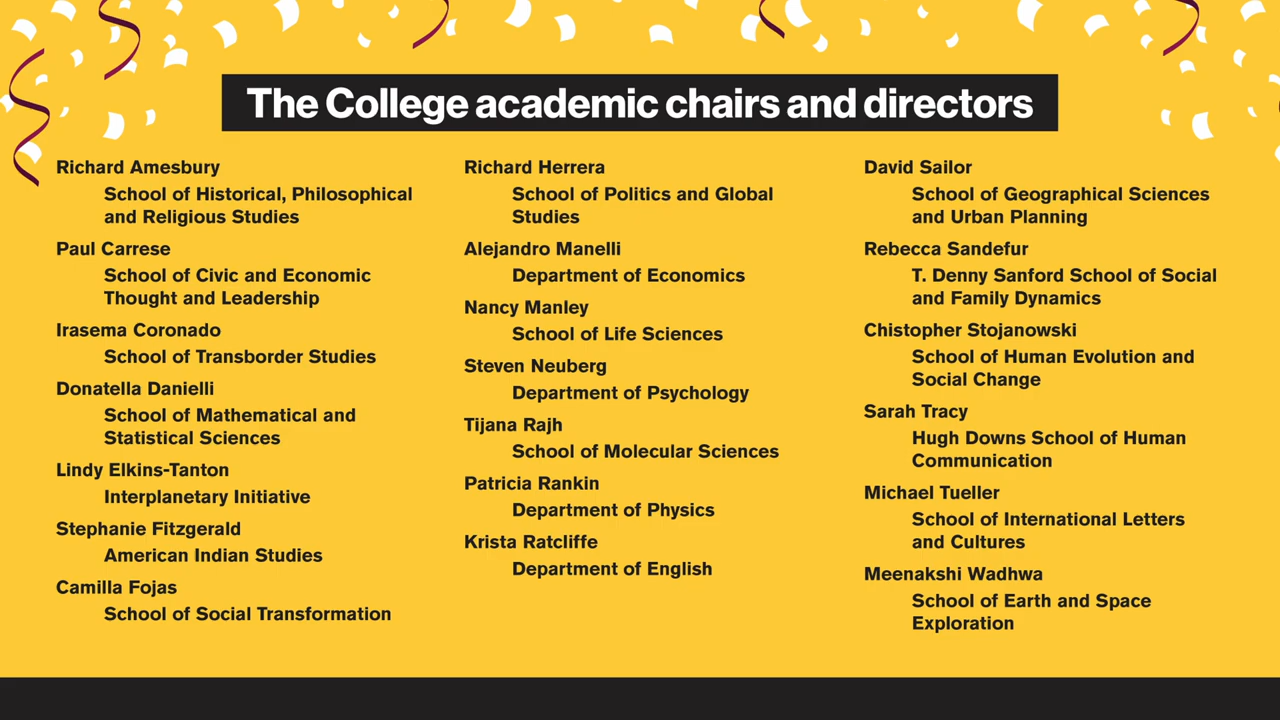 The College academic chairs and directors
Richard Amesbury
School of Historical, Philosophical
and Religious Studies
Paul Carrese
School of Civic and Economic
Thought and Leadership
Irasema Coronado
School of Transborder Studies
Donatella Danielli
School of Mathematical and
Statistical Sciences
Lindy Elkins-Tanton
Interplanetary Initiative
Stephanie Fitzgerald
American Indian Studies
Camilla Fojas
School of Social Transformation
Richard Herrera
School of Politics and Global
Studies
Alejandro Manelli
Department of Economics
Nancy Manley
School of Life Sciences
Steven Neuberg
Department of Psychology
Tijana Rajh
School of Molecular Sciences
Patricia Rankin
Department of Physics
Krista Ratcliffe
Department of English
David Sailor
School of Geographical Sciences
and Urban Planning
Rebecca Sandefur
T. Denny Sanford School of Social
and Family Dynamics
Chistopher Stojanowski
School of Human Evolution and
Social Change
Sarah Tracy
Hugh Downs School of Human
Communication
Michael Tueller
School of International Letters
and Cultures
Meenakshi Wadhwa
School of Earth and Space
Exploration